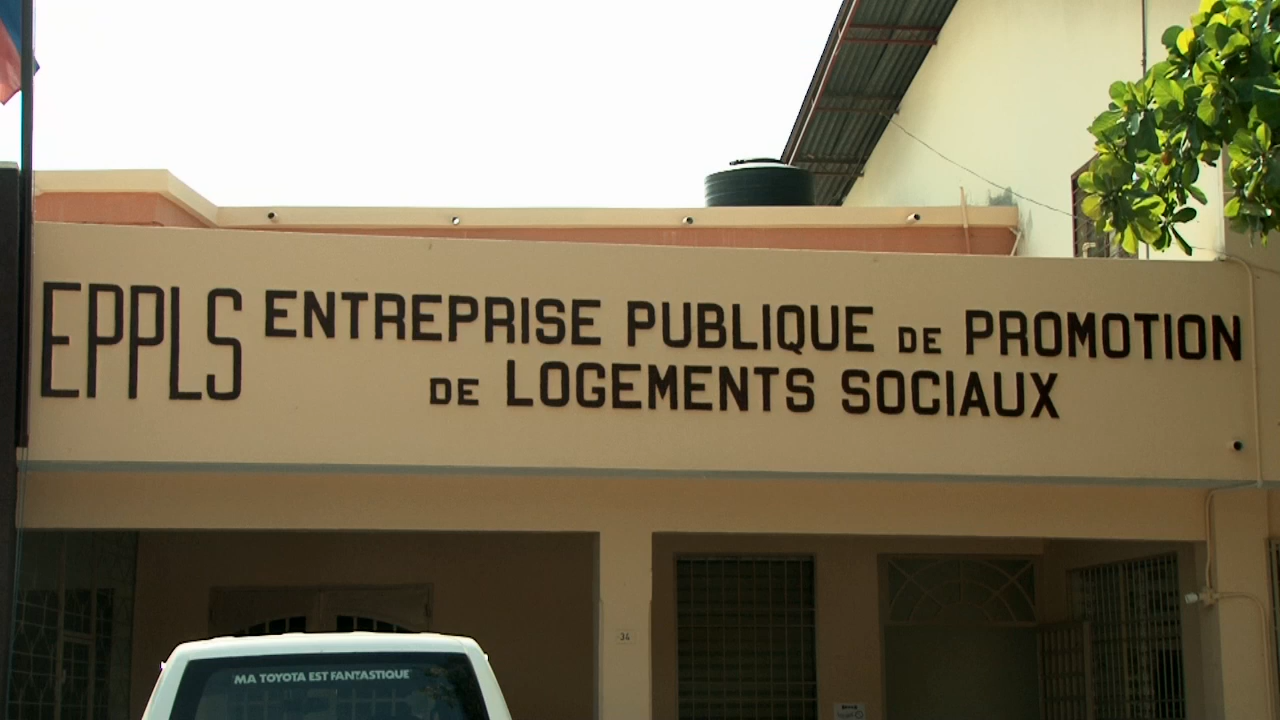 EPPLS ENTREPRISE PUBLIQUE DE PROMOTION
DE LOGEMENTS SOCIAUX
34
MA TOYOTA EST FANTASTIQUE